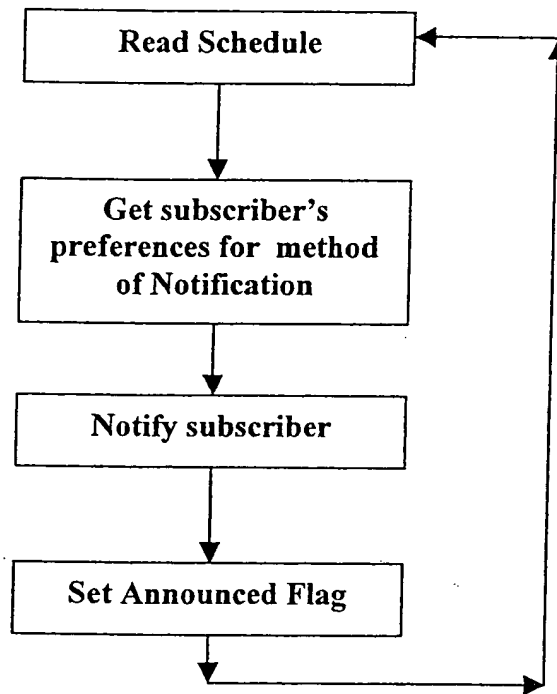 Read Schedule
Get subscriber's
preferences for method
of Notification
Notify subscriber
Set Announced Flag